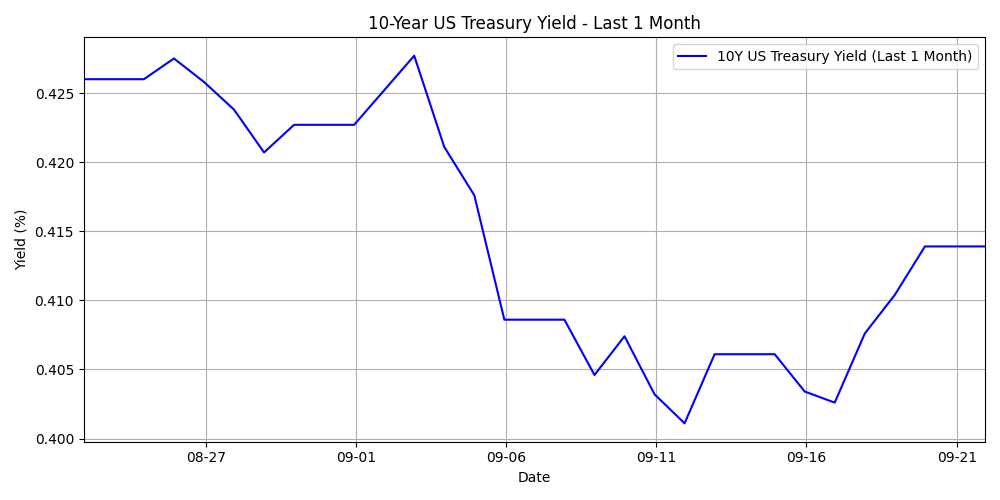 10-Year US Treasury Yield - Last 1 Month
10Y US Treasury Yield (Last 1 Month)
Yield (%)
0.425
0.420
0.415
0.410
0.405
0.400
08-27 09-01 09-06 09-11 09-16 09-21
Date